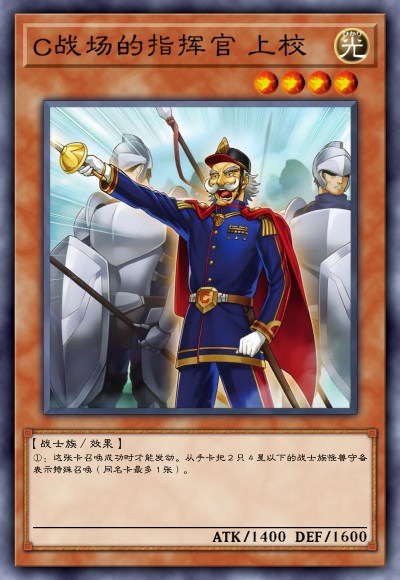 C战场的指挥官 上校
光
ひかり
【战士族／效果】
①：这张卡召唤成功时才能发动。从手卡把2只4星以下的战士族怪兽守备
表示特殊召唤（同名卡最多1张）。
ATK/1400 DEF/1600